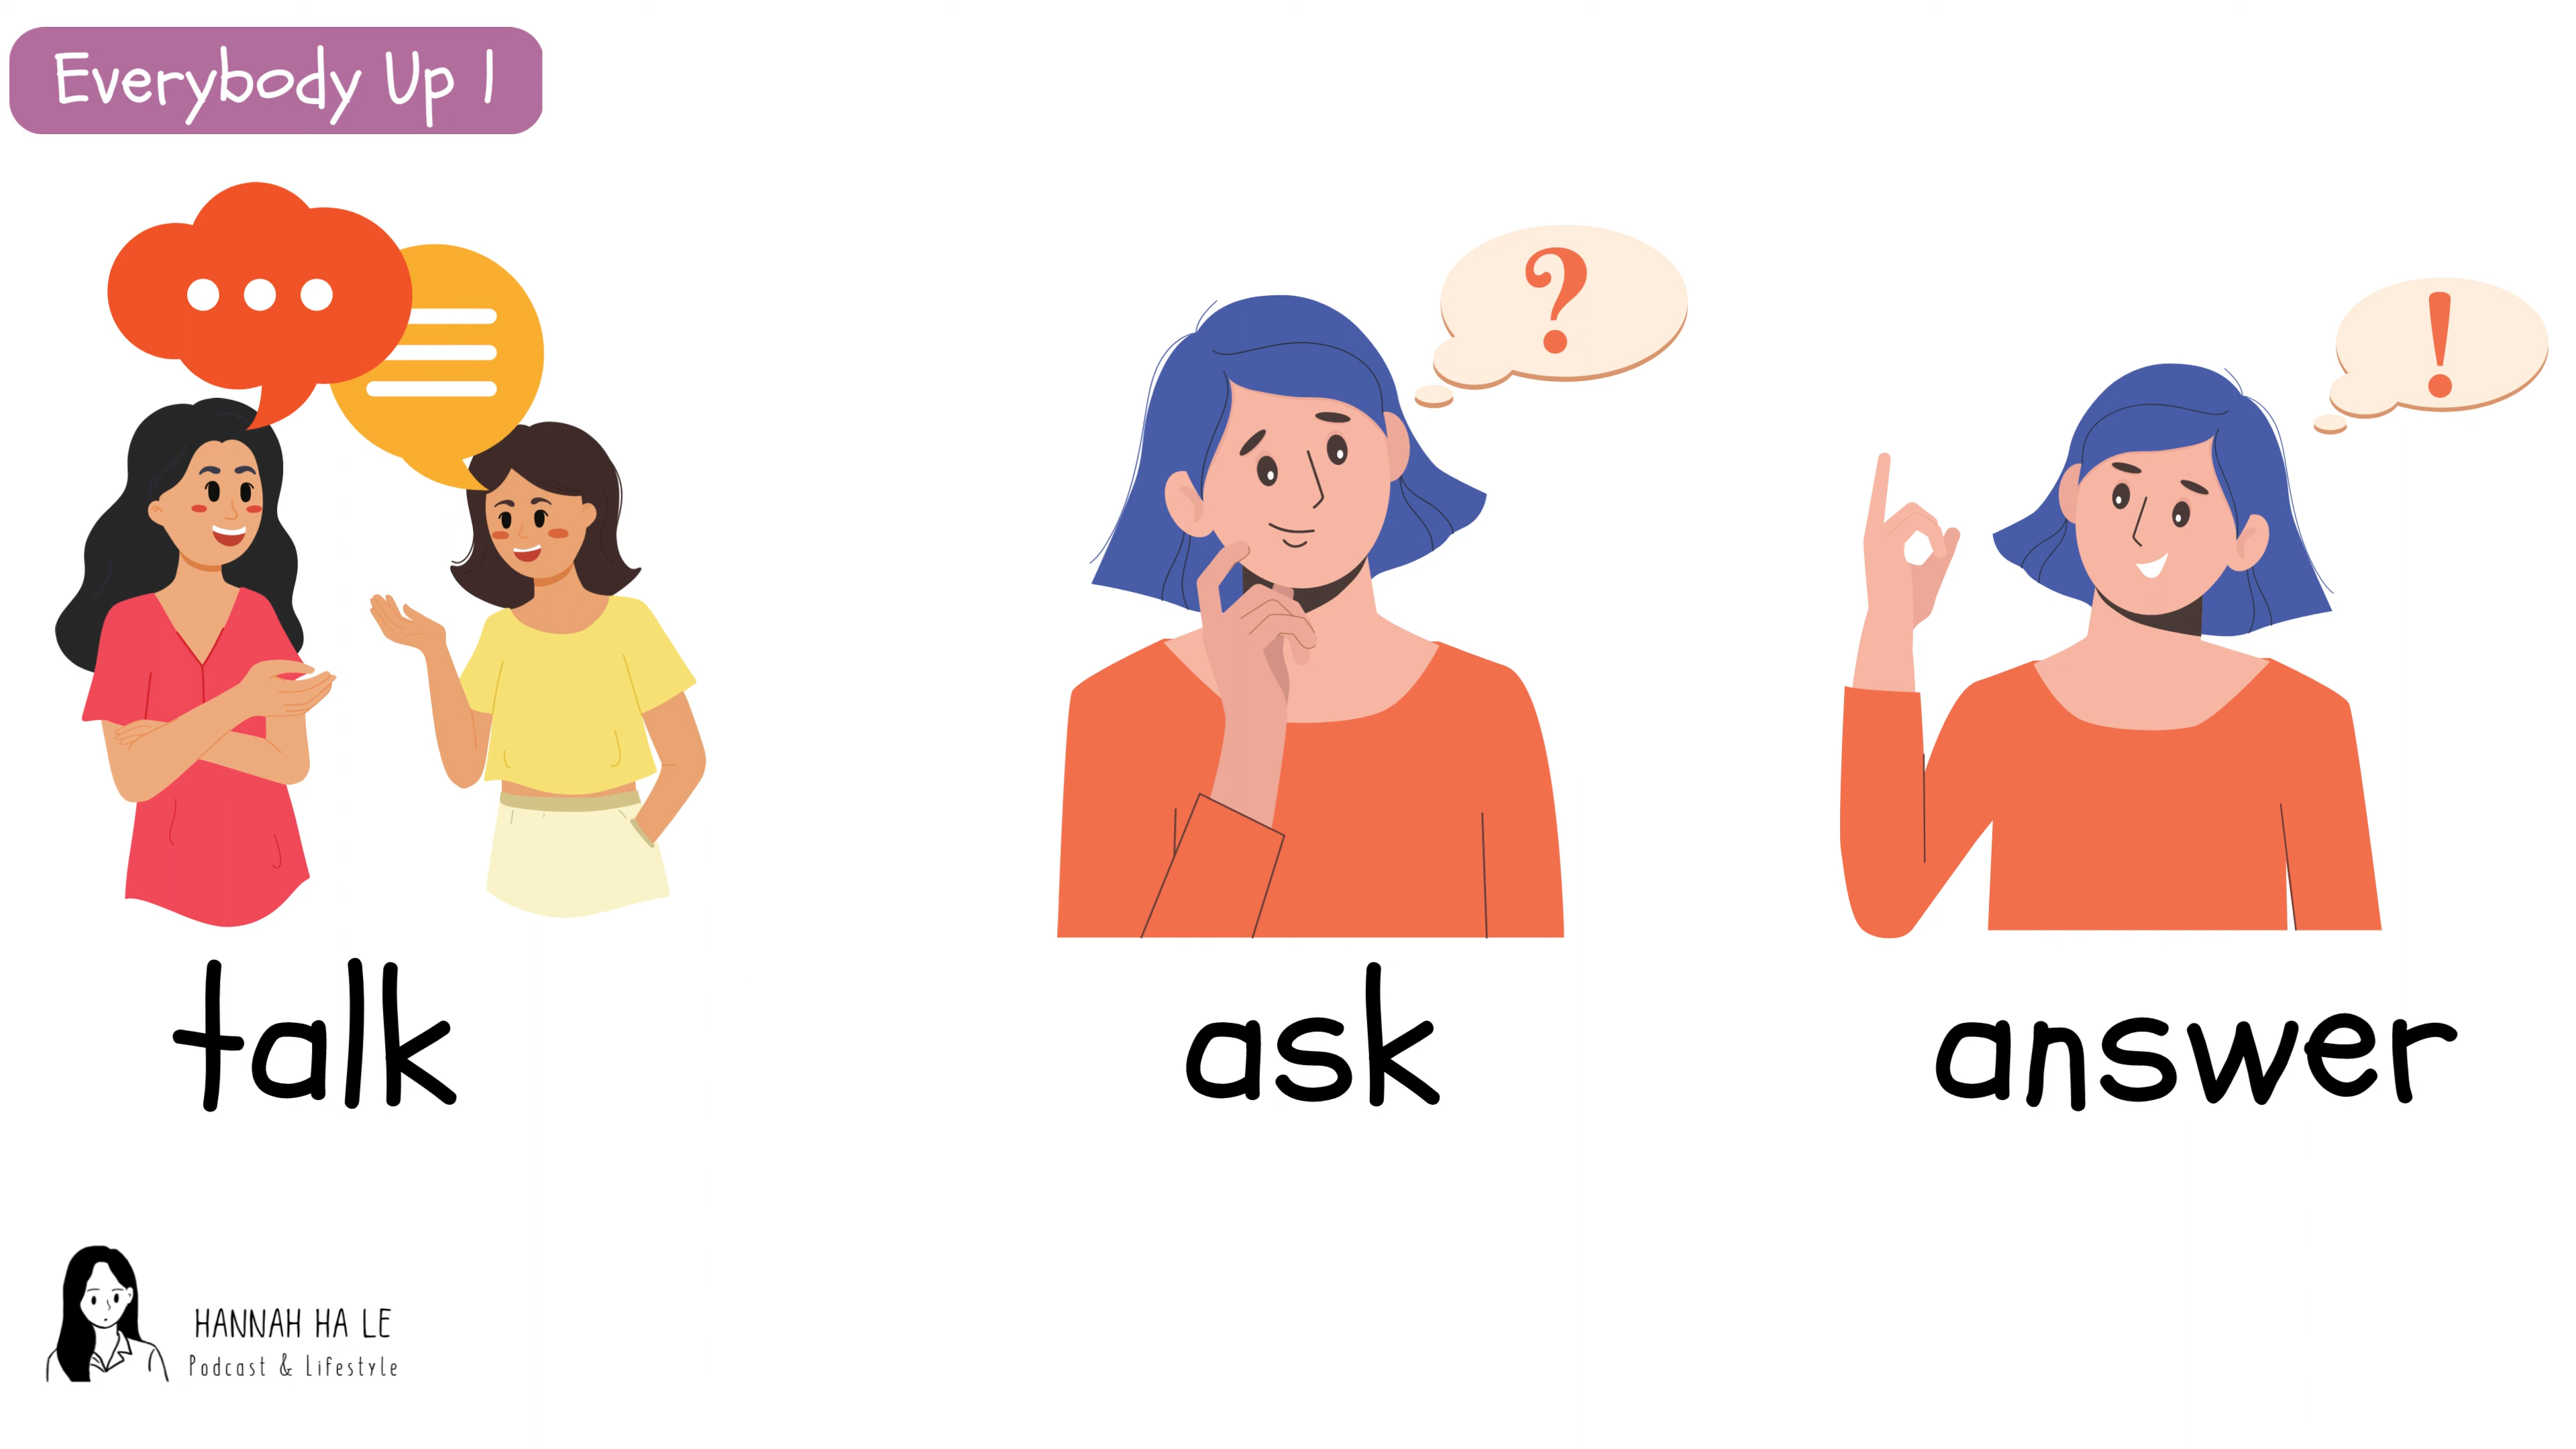 Everybody Up 1
?
!
talk
ask
answer
HANNAH HA LE
Podcast & Lifestyle